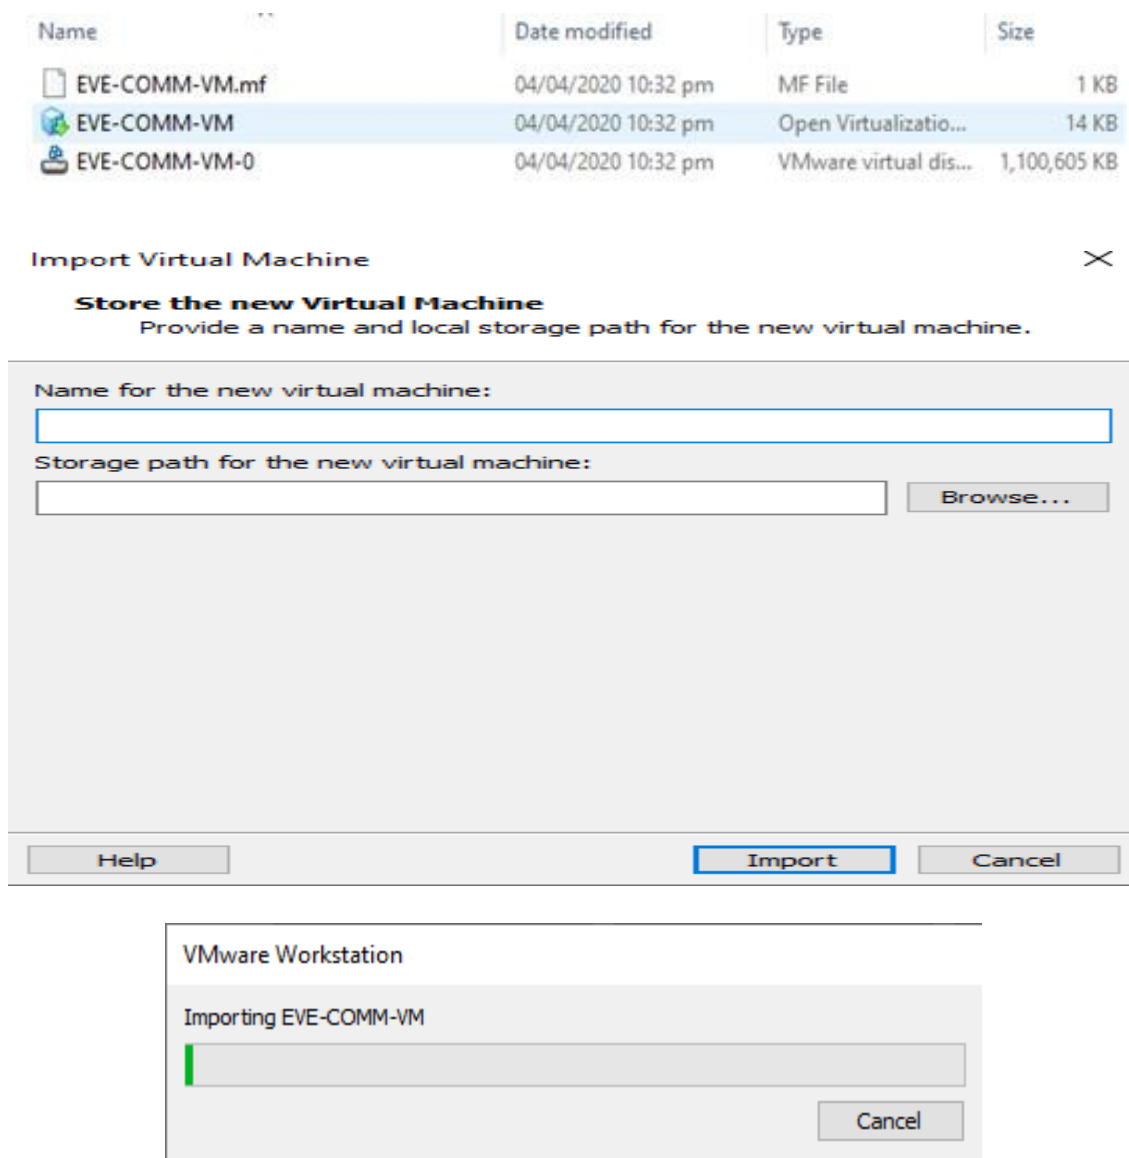 Name Date modified Type Size
EVE-COMM-VM.mf 04/04/2020 10:32 pm MF File 1 KB
EVE-COMM-VM 04/04/2020 10:32 pm Open Virtualizatio... 14 KB
EVE-COMM-VM-0 04/04/2020 10:32 pm VMware virtual dis... 1,100,605 KB
Import Virtual Machine
Store the new Virtual Machine
Provide a name and local storage path for the new virtual machine.
Name for the new virtual machine:
Storage path for the new virtual machine:
Browse...
Help Import Cancel
VMware Workstation
Importing EVE-COMM-VM
Cancel